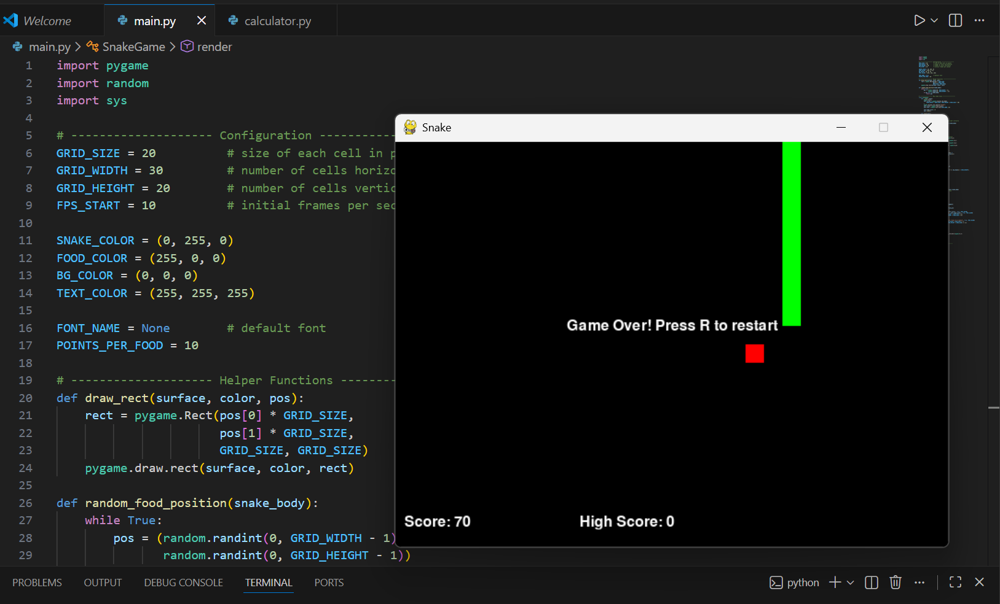 Welcome
main.py
calculator.py
main.py > SnakeGame > render
1 import pygame
2 import random
3 import sys
4
5 # -------------------- Configuration -----------
6 GRID_SIZE = 20 # size of each cell in p
7 GRID_WIDTH = 30 # number of cells horizo
8 GRID_HEIGHT = 20 # number of cells vertic
9 FPS_START = 10 # initial frames per sec
10
11 SNAKE_COLOR = (0, 255, 0)
12 FOOD_COLOR = (255, 0, 0)
13 BG_COLOR = (0, 0, 0)
14 TEXT_COLOR = (255, 255, 255)
15
16 FONT_NAME = None # default font
17 POINTS_PER_FOOD = 10
18
19 # -------------------- Helper Functions --------
20 def draw_rect(surface, color, pos):
21 rect = pygame.Rect(pos[0] * GRID_SIZE,
22 pos[1] * GRID_SIZE,
23 GRID_SIZE, GRID_SIZE)
24 pygame.draw.rect(surface, color, rect)
25
26 def random_food_position(snake_body):
27 while True:
28 pos = (random.randint(0, GRID_WIDTH - 1)
29 random.randint(0, GRID_HEIGHT - 1))
Snake
Game Over! Press R to restart
Score: 70
High Score: 0
PROBLEMS
OUTPUT
DEBUG CONSOLE
TERMINAL
PORTS
python